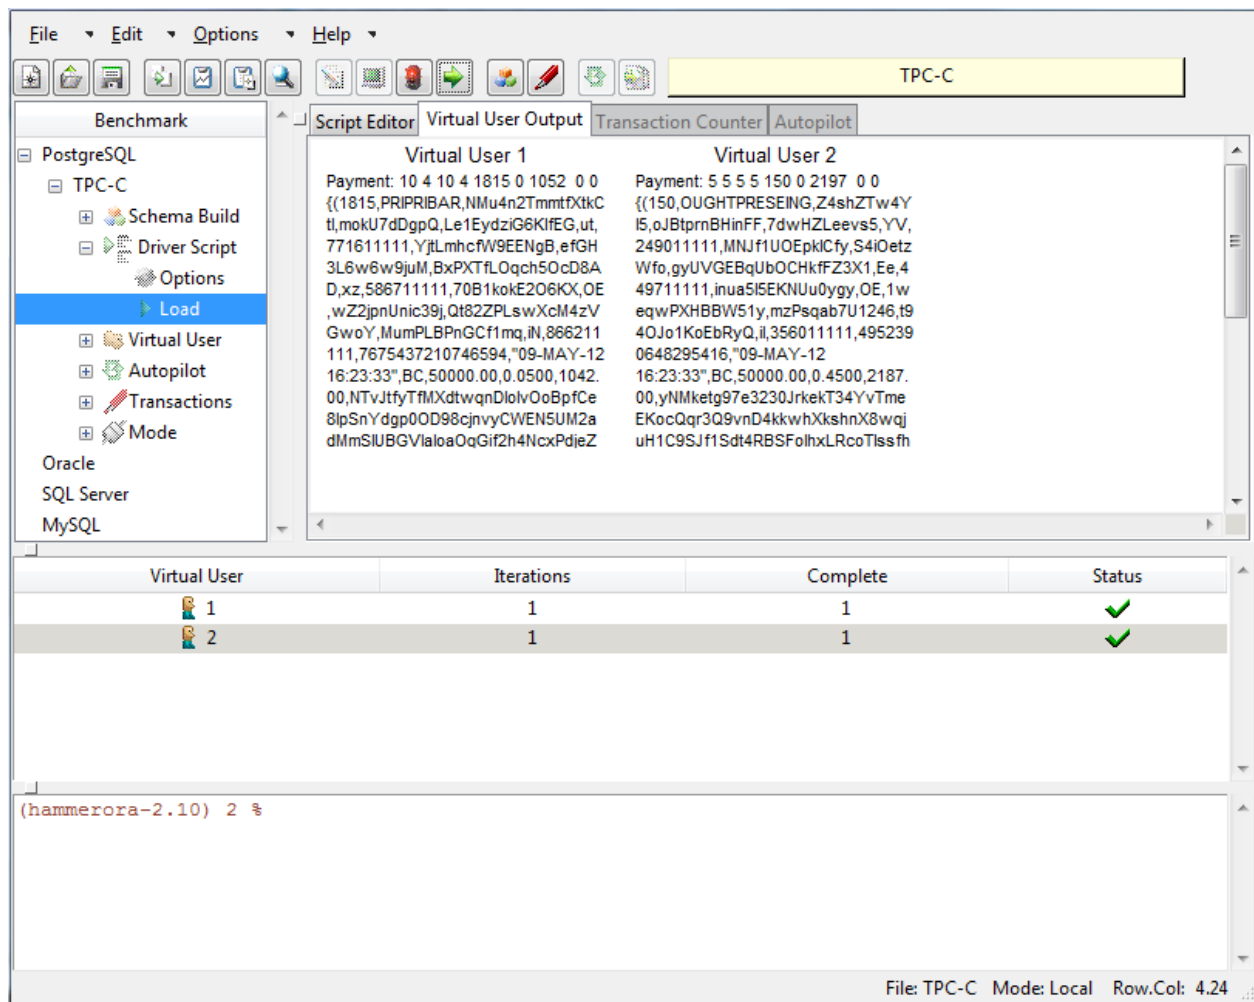 File Edit Options Help
TPC-C
Benchmark
PostgreSQL
TPC-C
Schema Build
Driver Script
Options
Load
Virtual User
Autopilot
Transactions
Mode
Oracle
SQL Server
MySQL
Script Editor Virtual User Output Transaction Counter Autopilot
Virtual User 1
Payment: 10 4 10 4 1815 0 1052 0 0
{(1815,PRIPRIBAR,NMu4n2TmmtfXtkC
tl,mokU7dDgpQ,Le1EydziG6KIfEG,ut,
771611111,YjtLmhcfW9EENgB,efGH
3L6w6w9juM,BxPXTfLOqch5OcD8A
D,xz,586711111,70B1kokE2O6KX,OE
,wZ2jpnUnic39j,Qt82ZPLswXcM4zV
GwoY,MumPLBPnGCf1mq,iN,866211
111,7675437210746594,"09-MAY-12
16:23:33",BC,50000.00,0.0500,1042.
00,NTvJtfyTfMXdtwqnDlolvOoBpfCe
8lpSnYdgp0OD98cjnvyCWEN5UM2a
dMmSIUBGVlaloaOqGif2h4NcxPdjeZ
Virtual User 2
Payment: 5 5 5 5 150 0 2197 0 0
{(150,OUGHTPRESEING,Z4shZTw4Y
I5,oJBtprnBHinFF,7dwHZLeevs5,YV,
249011111,MNJf1UOEpklCfy,S4iOetz
Wfo,gyUVGEBqUbOCHkfFZ3X1,Ee,4
49711111,inua5I5EKNUu0ygy,OE,1w
eqwPXHBBW51y,mzPsqab7U1246,t9
4OJo1KoEbRyQ,il,356011111,495239
0648295416,"09-MAY-12
16:23:33",BC,50000.00,0.4500,2187.
00,yNMketg97e3230JrkekT34YvTme
EKocQqr3Q9vnD4kkwhXkshnX8wqj
uH1C9SJf1Sdt4RBSFolhxLRcoTlssfh
Virtual User Iterations Complete Status
1 1 1
2 1 1
(hammerora-2.10) 2 %
File: TPC-C Mode: Local Row.Col: 4.24